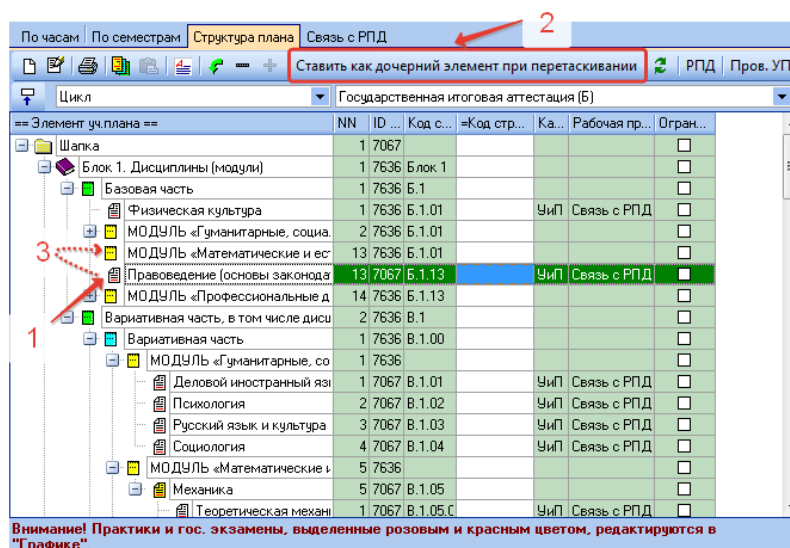 2
По часам По семестрам Структура плана Связь с РПД
Ставить как дочерний элемент при перетаскивании РПД Пров. УП
Цикл Государственная итоговая аттестация (Б)
== Элемент уч.плана == NN ID ... Код с... =Код стр... Ка... Рабочая пр... Огран...
Шапка 1 7067
Блок 1. Дисциплины (модули) 1 7636 Блок 1
Базовая часть 1 7636 Б.1
Физическая культура 1 7636 Б.1.01 УиП Связь с РПД
МОДУЛЬ «Гуманитарные, социа. 2 7636 Б.1.01
3 МОДУЛЬ «Математические и ес 13 7636 Б.1.01
Правоведение (основы законода 13 7067 Б.1.13 УиП Связь с РПД
МОДУЛЬ «Профессиональные д 14 7636 Б.1.13
1 Вариативная часть, в том числе дисц 2 7636 В.1
Вариативная часть 1 7636 В.1.00
МОДУЛЬ «Гуманитарные, со 1 7636
Деловой иностранный язы 1 7067 В.1.01 УиП Связь с РПД
Психология 2 7067 В.1.02 УиП Связь с РПД
Русский язык и культура 3 7067 В.1.03 УиП Связь с РПД
Социология 4 7067 В.1.04 УиП Связь с РПД
МОДУЛЬ «Математические и 5 7636
Механика 5 7067 В.1.05
Теоретическая механи 1 7067 В.1.05.0 УиП Связь с РПД
Внимание! Практики и гос. экзамены, выделенные розовым и красным цветом, редактируются в
"Графике"